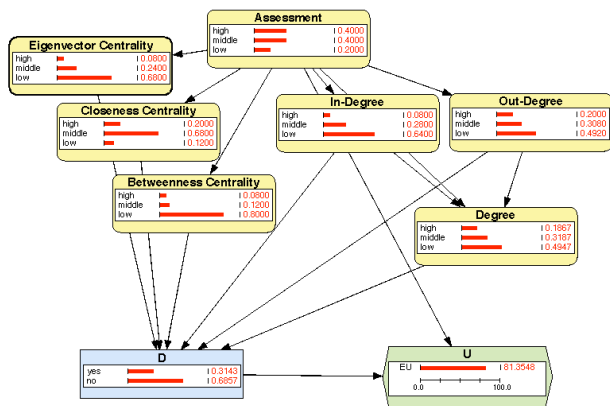 Assessment
high 0.4000
middle 0.4000
low 0.2000
Eigenvector Centrality
high 0.0800
middle 0.2400
low 0.6800
Closeness Centrality
high 0.2000
middle 0.6800
low 0.1200
In-Degree
high 0.0800
middle 0.2800
low 0.6400
Out-Degree
high 0.2000
middle 0.3080
low 0.4920
Betweenness Centrality
high 0.0800
middle 0.1200
low 0.8000
Degree
high 0.1867
middle 0.3187
low 0.4947
D
yes 0.3143
no 0.6857
U
EU 81.3548
0.0 100.0